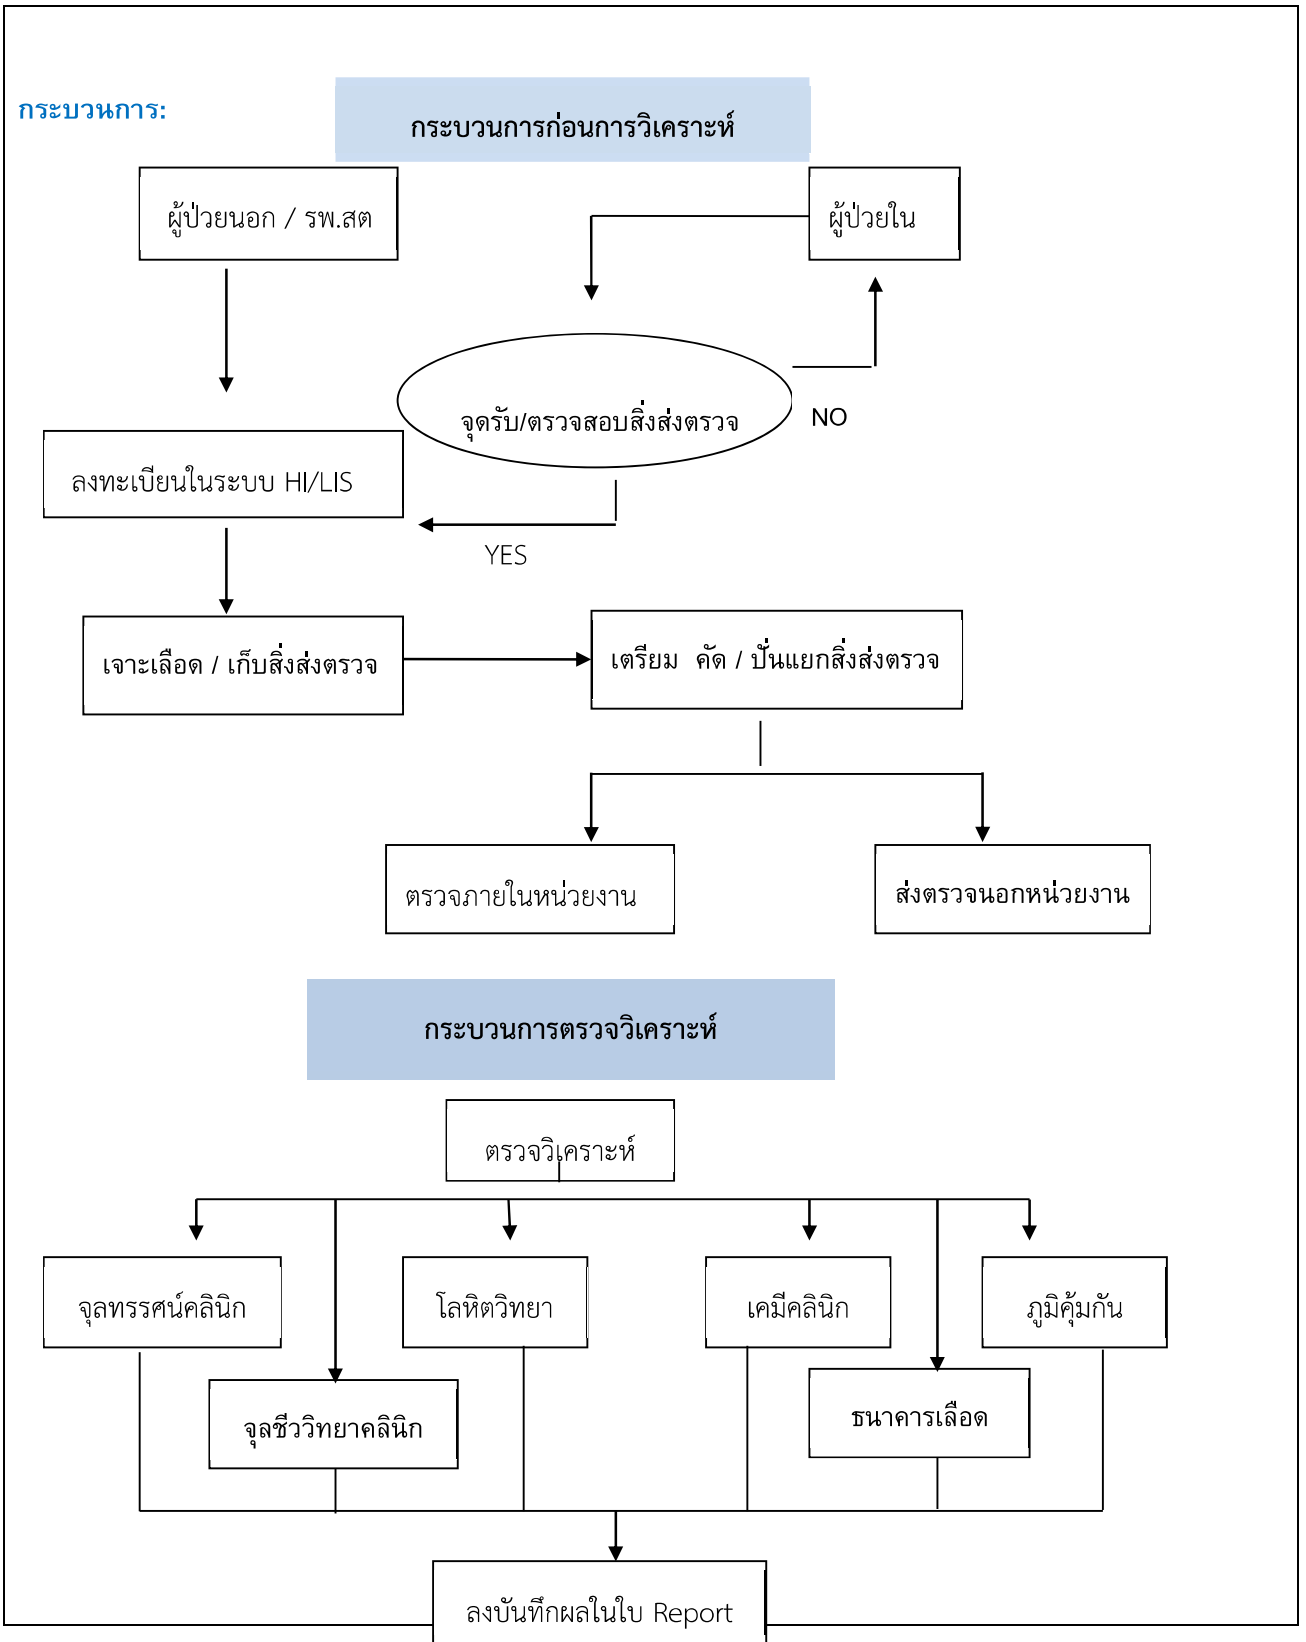 กระบวนการ:
กระบวนการก่อนการวิเคราะห์
ผู้ป่วยนอก / รพ.สต
ผู้ป่วยใน
จุดรับ/ตรวจสอบสิ่งส่งตรวจ
NO
ลงทะเบียนในระบบ HI/LIS
YES
เจาะเลือด / เก็บสิ่งส่งตรวจ
เตรียม คัด / ปั่นแยกสิ่งส่งตรวจ
ตรวจภายในหน่วยงาน
ส่งตรวจนอกหน่วยงาน
กระบวนการตรวจวิเคราะห์
ตรวจวิเคราะห์
จุลทรรศน์คลินิก
โลหิตวิทยา
เคมีคลินิก
ภูมิคุ้มกัน
จุลชีววิทยาคลินิก
ธนาคารเลือด
ลงบันทึกผลในใบ Report